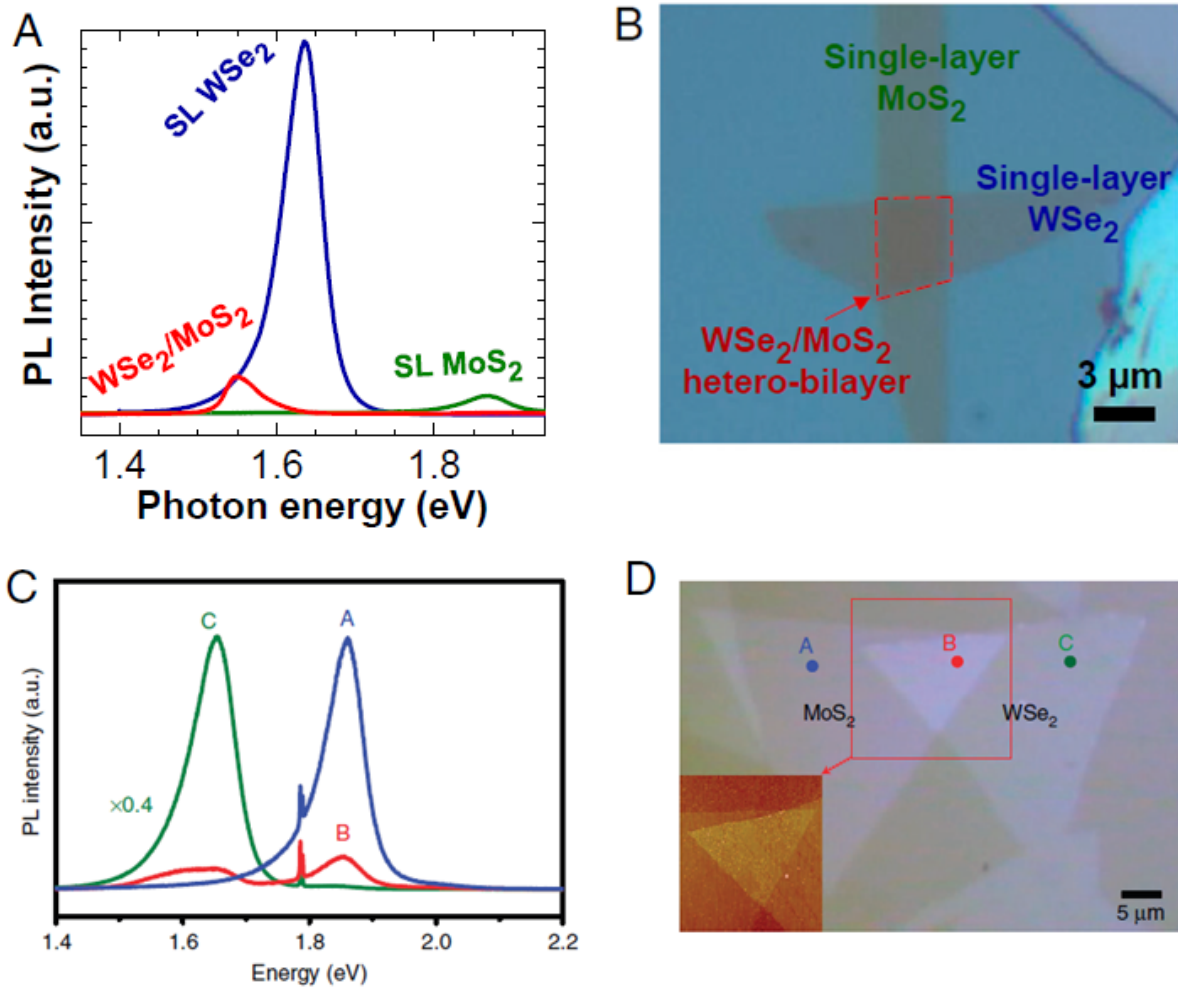 A
PL Intensity (a.u.)
SL WSe2
WSe2/MoS2
SL MoS2
1.4 1.6 1.8
Photon energy (eV)
B
Single-layer
MoS2
Single-layer
WSe2
WSe2/MoS2
hetero-bilayer
3 µm
C
PL intensity (a.u.)
C
A
×0.4
B
1.4 1.6 1.8 2.0 2.2
Energy (eV)
D
A
B
C
MoS2
WSe2
5 µm